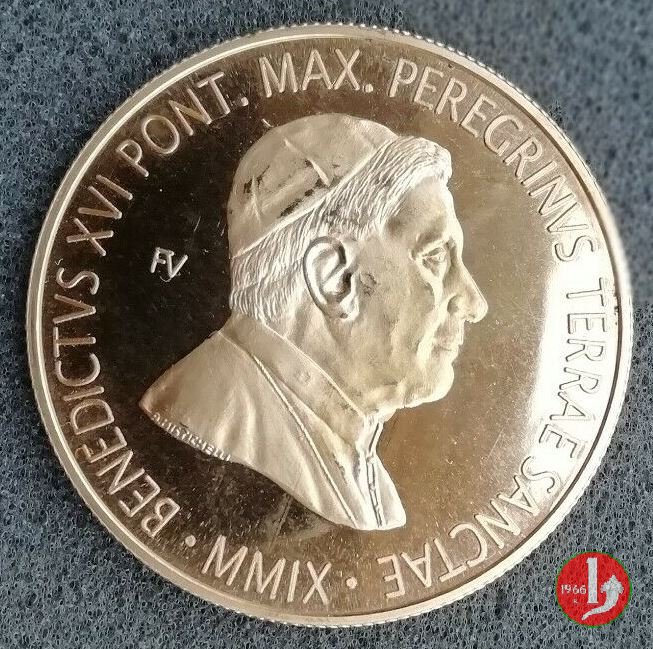 BENEDICTVS XVI PONT. MAX. PEREGRINVS TERRAE SANCTAE
• MMIX •
FV
1966